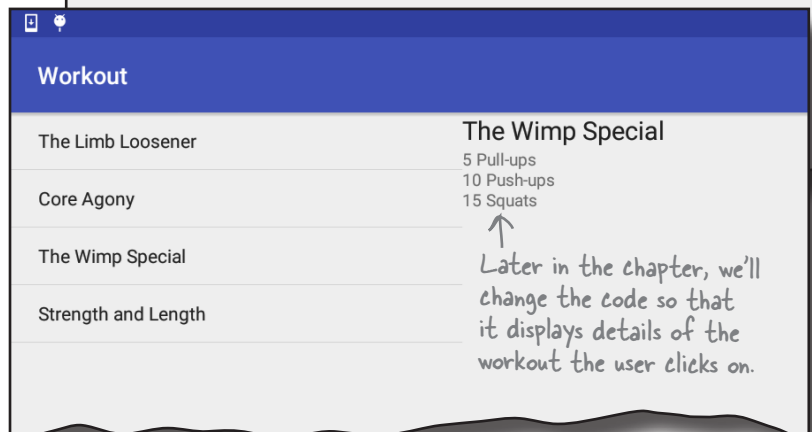 Workout
The Limb Loosener
Core Agony
The Wimp Special
Strength and Length
The Wimp Special
5 Pull-ups
10 Push-ups
15 Squats
Later in the chapter, we'll
change the code so that
it displays details of the
workout the user clicks on.